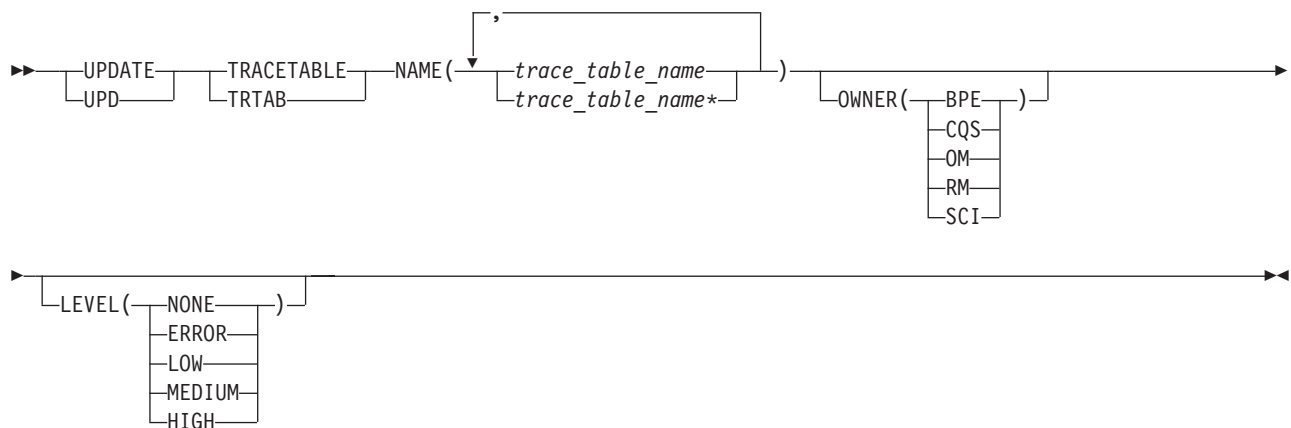 ,
UPDATE TRACETABLE NAME( trace_table_name ) OWNER( BPE )
UPD TRTAB trace_table_name* CQS
OM
RM
SCI
LEVEL( NONE )
ERROR
LOW
MEDIUM
HIGH